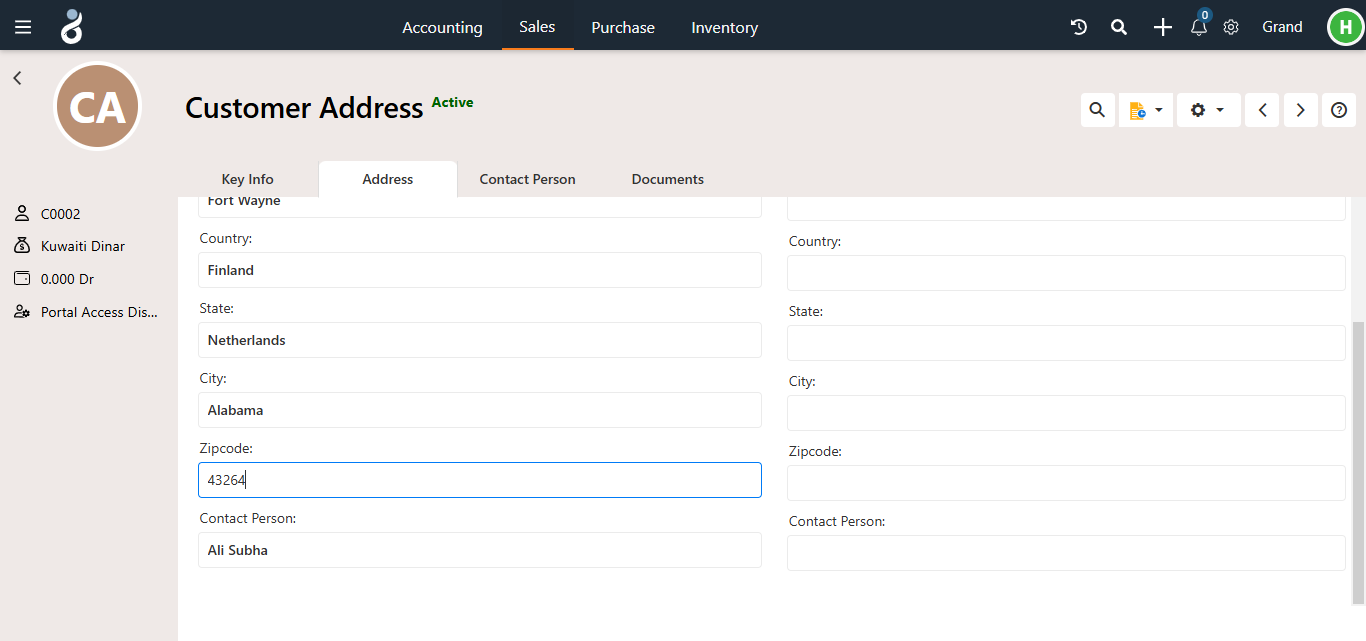 Accounting Sales Purchase Inventory 0 Grand H
CA
Customer Address Active
Key Info Address Contact Person Documents
C0002
Kuwaiti Dinar
0.000 Dr
Portal Access Dis...
Fort Wayne
Country:
Finland
State:
Netherlands
City:
Alabama
Zipcode:
43264
Contact Person:
Ali Subha
Country:
State:
City:
Zipcode:
Contact Person: